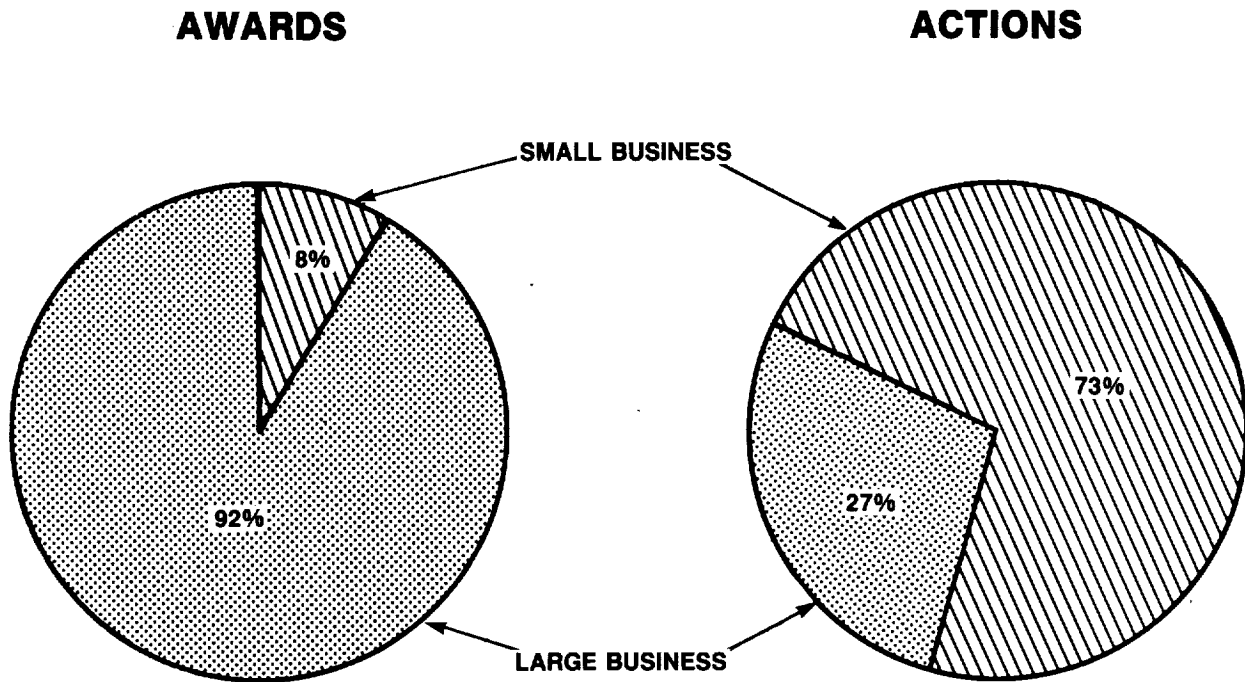 AWARDS
ACTIONS
SMALL BUSINESS
8%
73%
27%
92%
LARGE BUSINESS